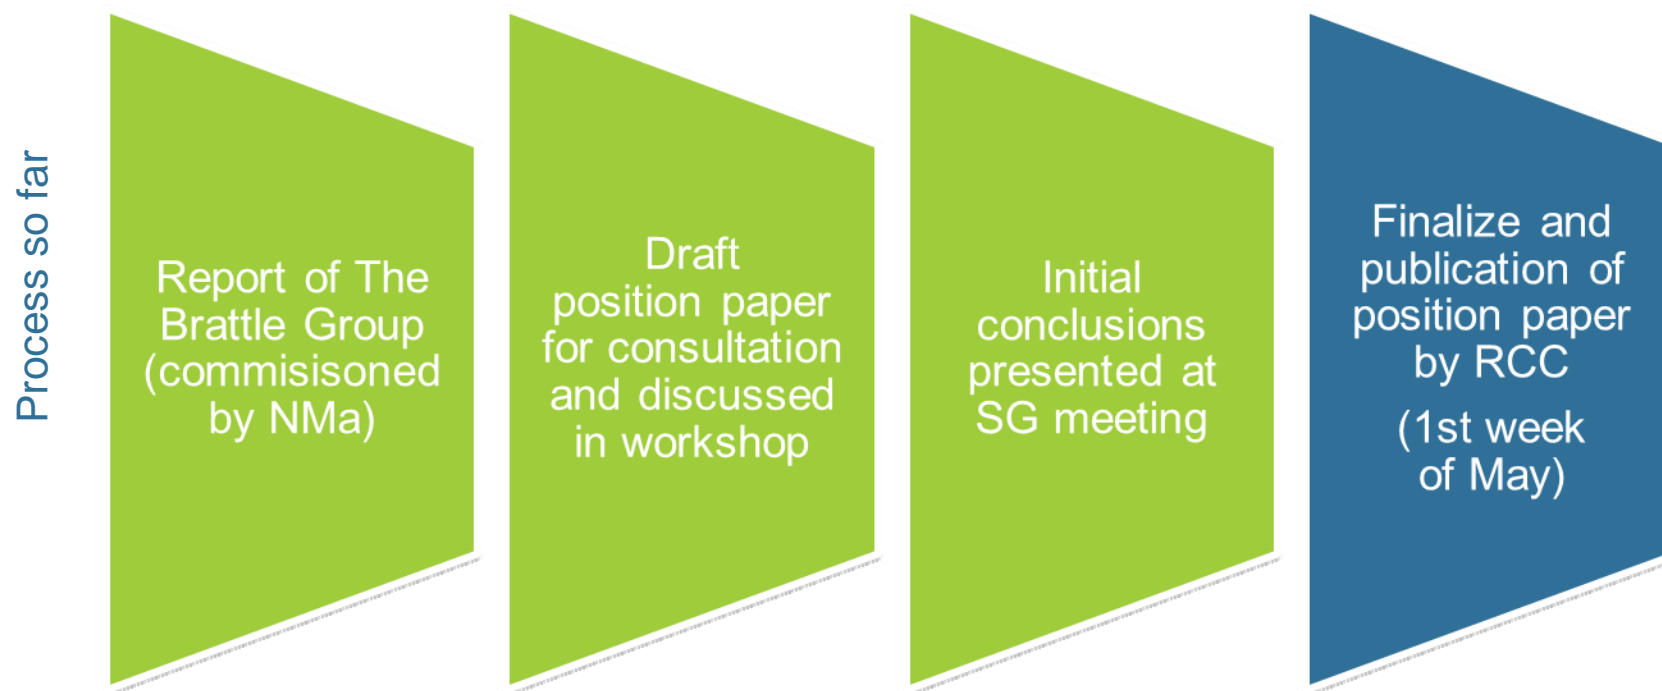 Process so far
Report of The
Brattle Group
(commisisoned
by NMa)
Draft
position paper
for consultation
and discussed
in workshop
Initial
conclusions
presented at
SG meeting
Finalize and
publication of
position paper
by RCC
(1st week
of May)